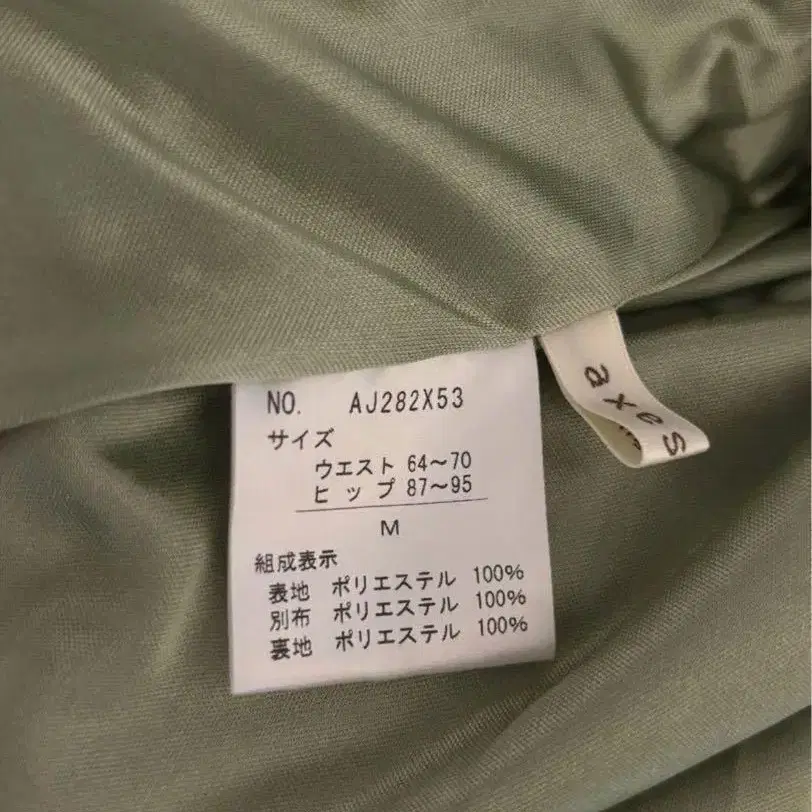 NO. AJ282X53
サイズ
ウエスト 64～70
ヒップ 87～95
M
組成表示
表地 ポリエステル 100%
別布 ポリエステル 100%
裏地 ポリエステル 100%
axes